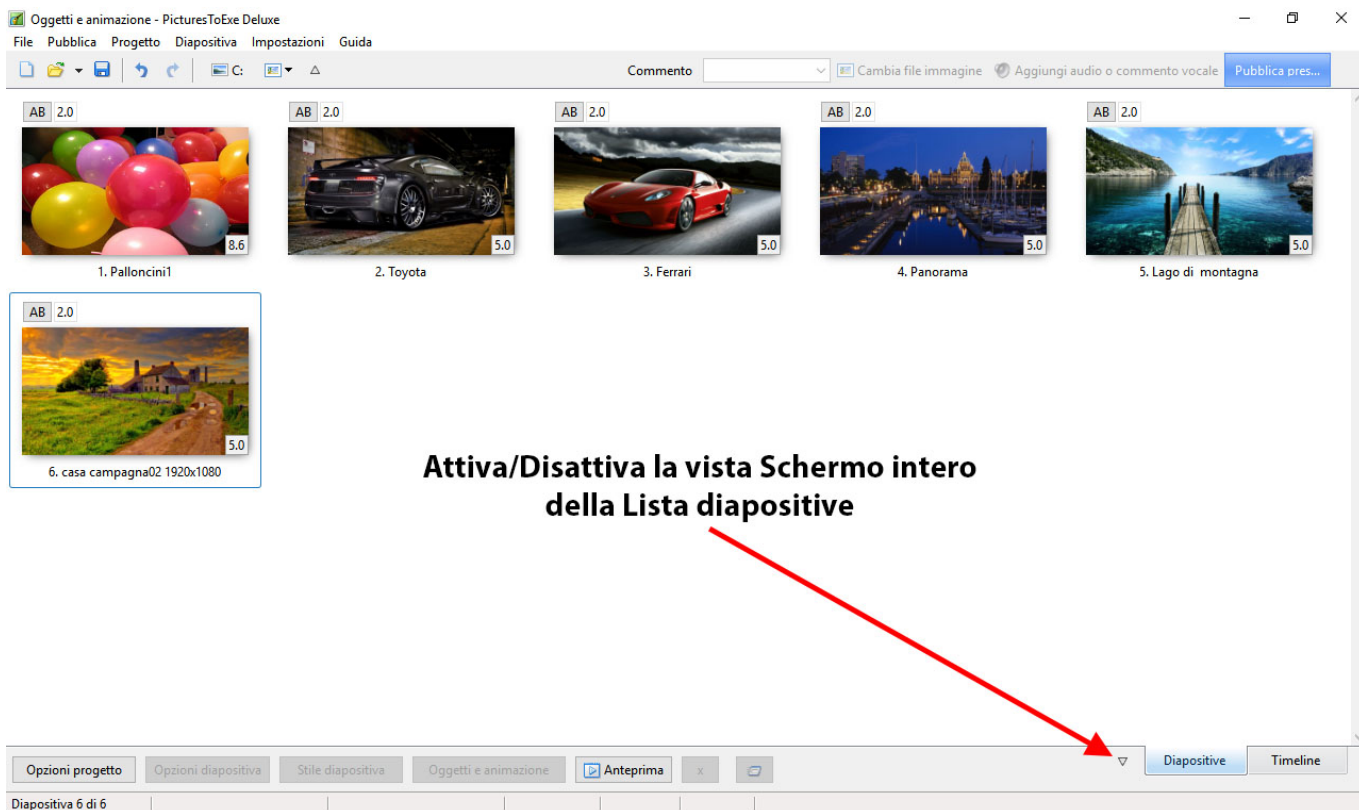 Oggetti e animazione - PicturesToExe Deluxe
File Pubblica Progetto Diapositiva Impostazioni Guida
C: Commento Cambia file immagine Aggiungi audio o commento vocale Pubblica pres...
AB 2.0 AB 2.0 AB 2.0 AB 2.0 AB 2.0
8.6 5.0 5.0 5.0 5.0
1. Palloncini1 2. Toyota 3. Ferrari 4. Panorama 5. Lago di montagna
AB 2.0
5.0
6. casa campagna02 1920x1080
Attiva/Disattiva la vista Schermo intero
della Lista diapositive
Opzioni progetto Opzioni diapositiva Stile diapositiva Oggetti e animazione Anteprima x Diapositive Timeline
Diapositiva 6 di 6